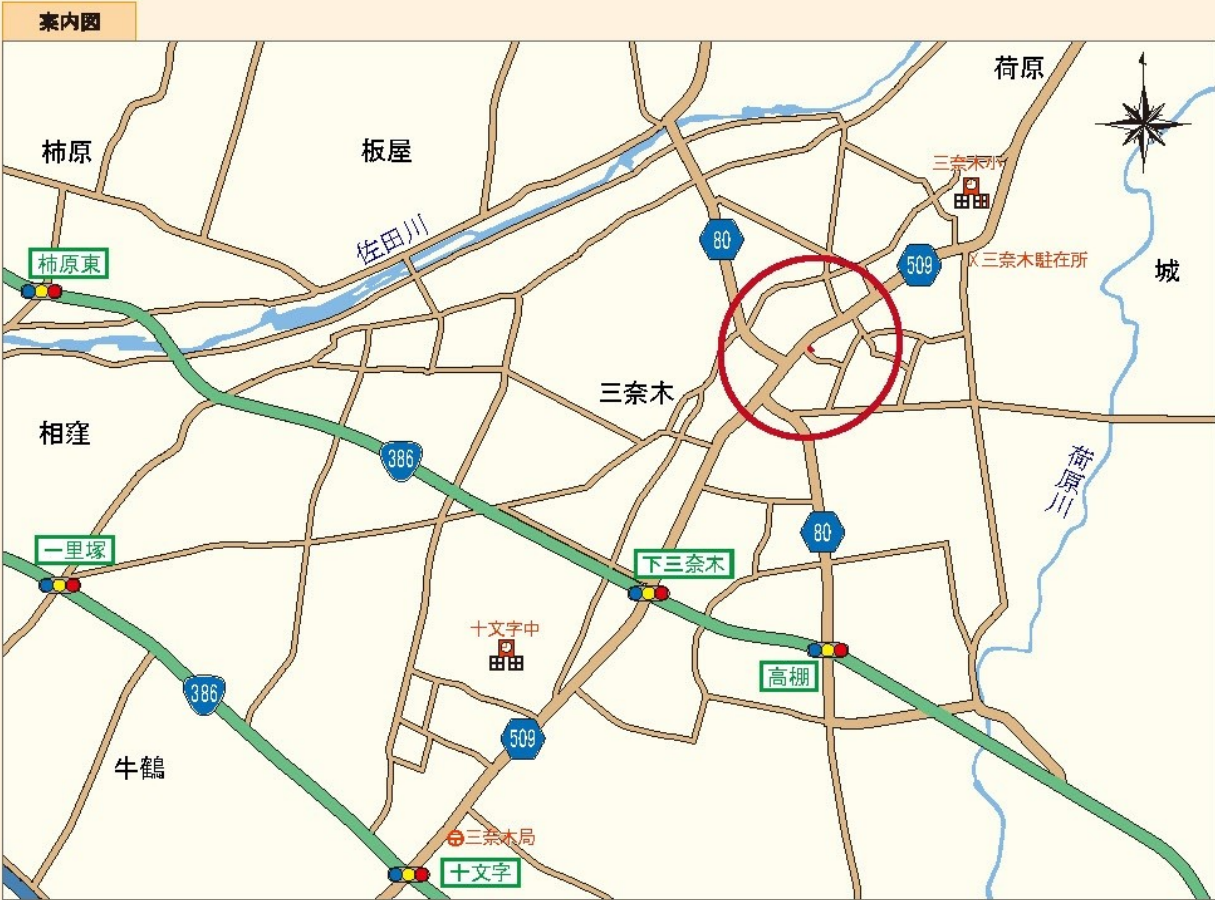 案内図
荷原
柿原
板屋
三奈木小
佐田川
80
509
三奈木駐在所
柿原東
城
三奈木
相窪
386
荷原川
80
一里塚
下三奈木
十文字中
高棚
386
509
牛鶴
三奈木局
十文字